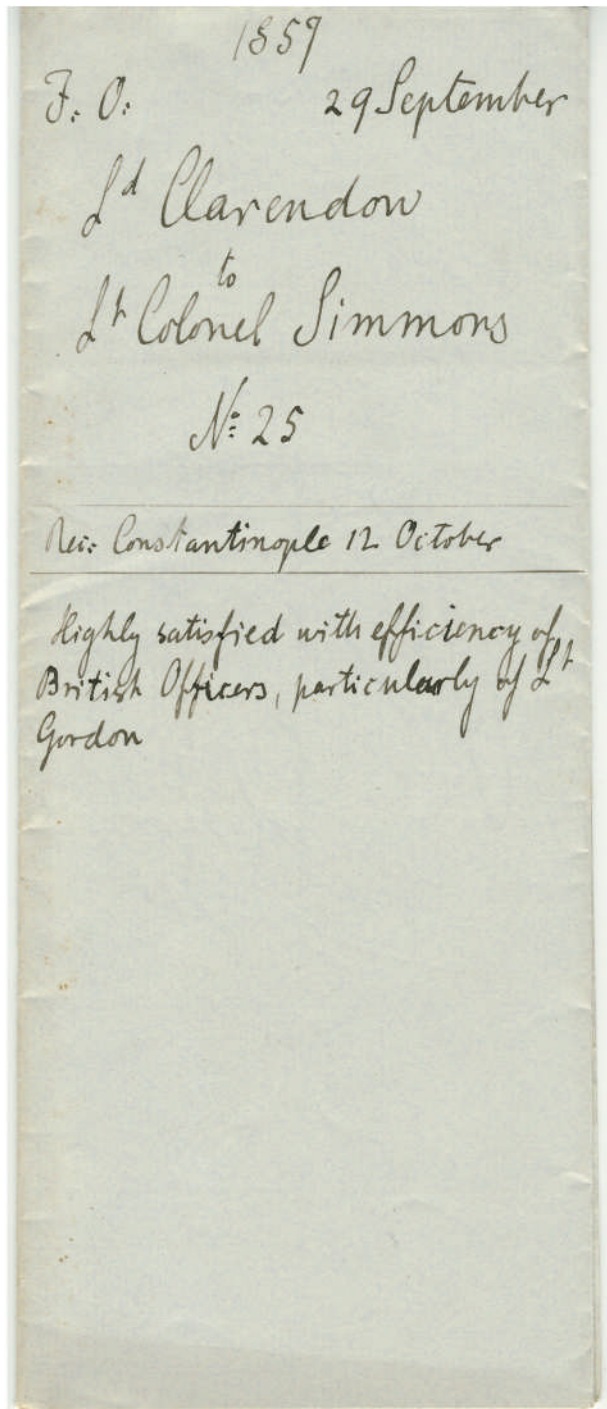 1857
F: O: 29 September
Ld Clarendon
to
Lt Colonel Simmons
No: 25
Rec: Constantinople 12 October
Highly satisfied with efficiency of
British Officers, particularly of Lt
Gordon